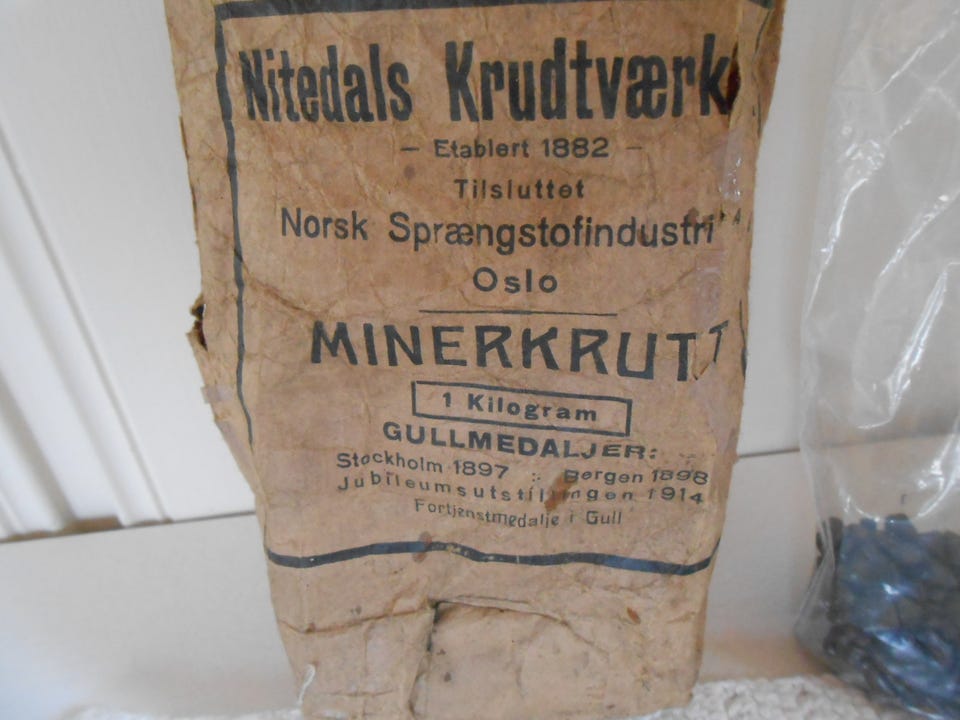 Nitedals Krudtværk
— Etablert 1882 —
Tilsluttet
Norsk Sprængstofindustri
Oslo
MINERKRUTT
1 Kilogram
GULLMEDALJER:
Stockholm 1897 :: Bergen 1898
Jubileumsutstillingen 1914
Fortjenstmedalje i Gull